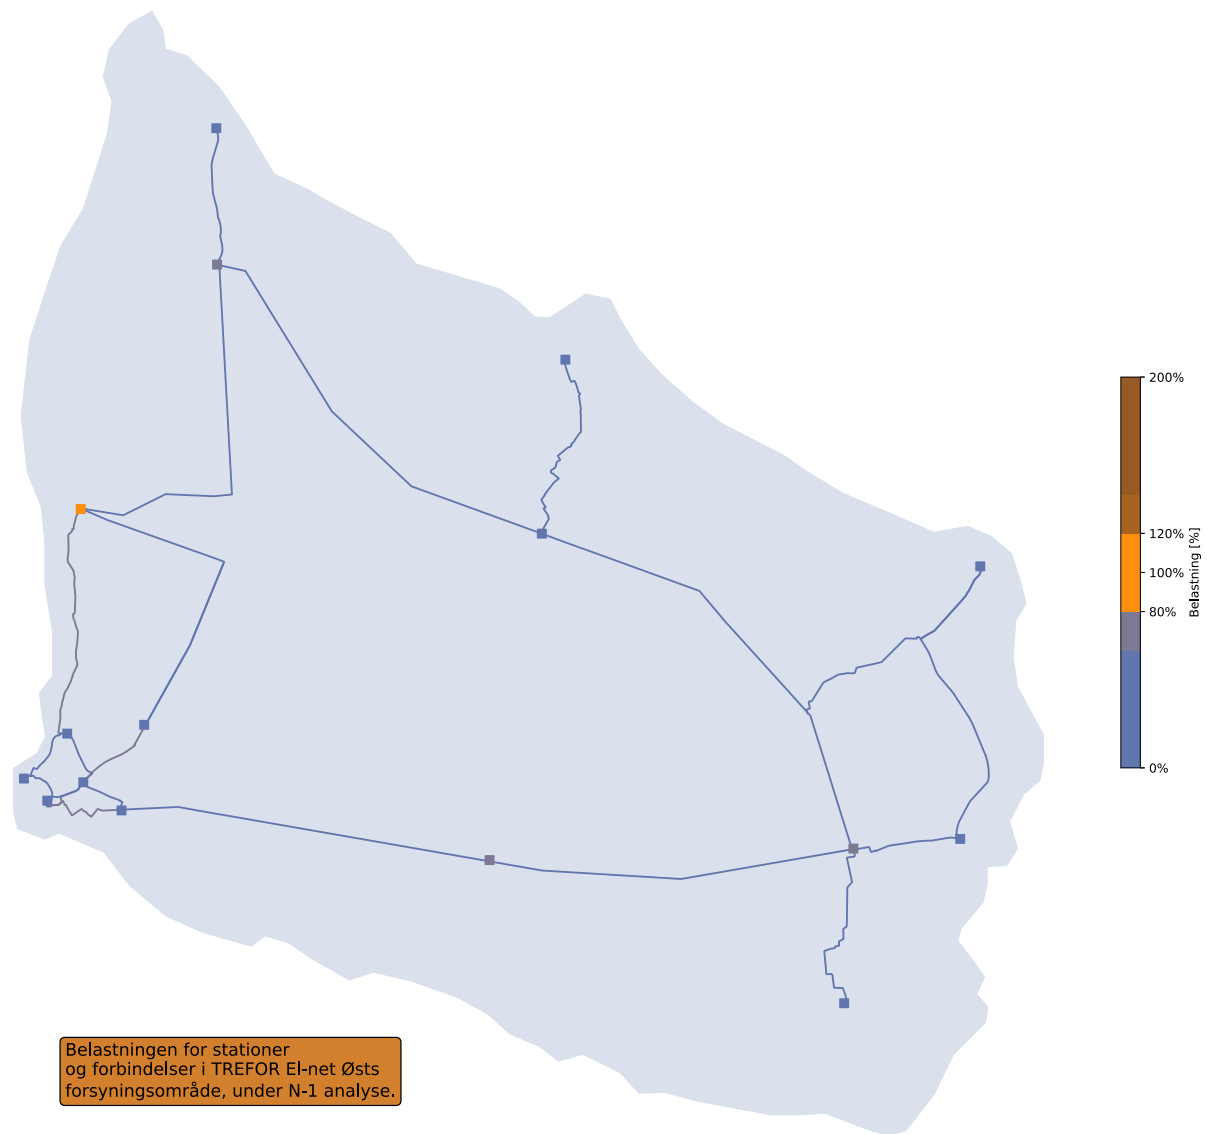 200%
120%
100%
80%
0%
Belastning [%]
Belastningen for stationer
og forbindelser i TREFOR El-net Østs
forsyningsområde, under N-1 analyse.